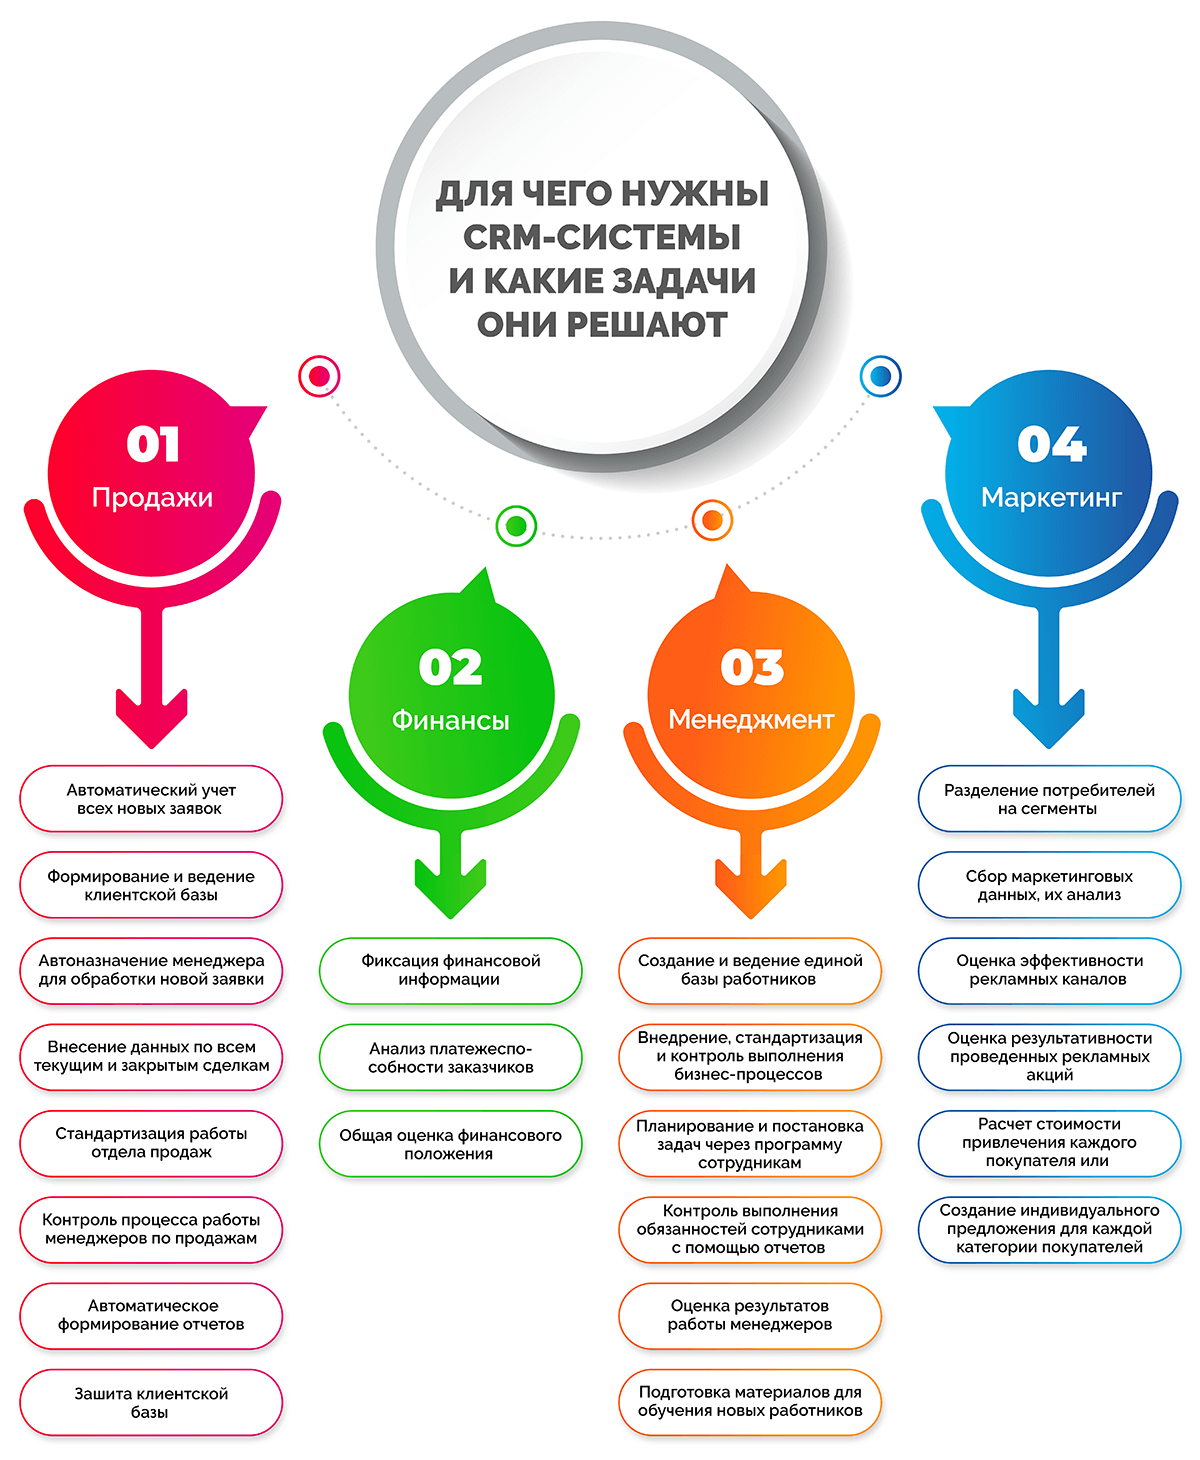 ДЛЯ ЧЕГО НУЖНЫ
CRM-СИСТЕМЫ
И КАКИЕ ЗАДАЧИ
ОНИ РЕШАЮТ
01
Продажи
Автоматический учет
всех новых заявок
Формирование и ведение
клиентской базы
Автоназначение менеджера
для обработки новой заявки
Внесение данных по всем
текущим и закрытым сделкам
Стандартизация работы
отдела продаж
Контроль процесса работы
менеджеров по продажам
Автоматическое
формирование отчетов
Зашита клиентской
базы
02
Финансы
Фиксация финансовой
информации
Анализ платежеспо-
собности заказчиков
Общая оценка финансового
положения
03
Менеджмент
Создание и ведение единой
базы работников
Внедрение, стандартизация
и контроль выполнения
бизнес-процессов
Планирование и постановка
задач через программу
сотрудникам
Контроль выполнения
обязанностей сотрудниками
с помощью отчетов
Оценка результатов
работы менеджеров
Подготовка материалов для
обучения новых работников
04
Маркетинг
Разделение потребителей
на сегменты
Сбор маркетинговых
данных, их анализ
Оценка эффективности
рекламных каналов
Оценка результативности
проведенных рекламных
акций
Расчет стоимости
привлечения каждого
покупателя или
Создание индивидуального
предложения для каждой
категории покупателей